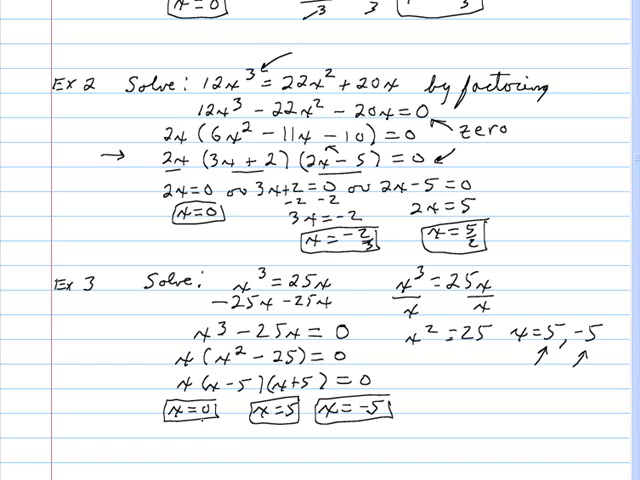 x=0 3 3 3
Ex 2 Solve: 12x³ = 22x² + 20x by factoring
12x³ - 22x² - 20x = 0
2x (6x² - 11x - 10) = 0 zero
→ 2x (3x + 2) (2x - 5) = 0
2x=0 or 3x+2=0 or 2x-5=0
-2 -2
x=0 3x=-2 2x=5
x=-2/3 x=5/2
Ex 3 Solve: x³ = 25x x³ = 25x
-25x -25x x x
x³ - 25x = 0 x² = 25 x=5, -5
x (x² - 25) = 0
x (x-5)(x+5) = 0
x=0 x=5 x=-5